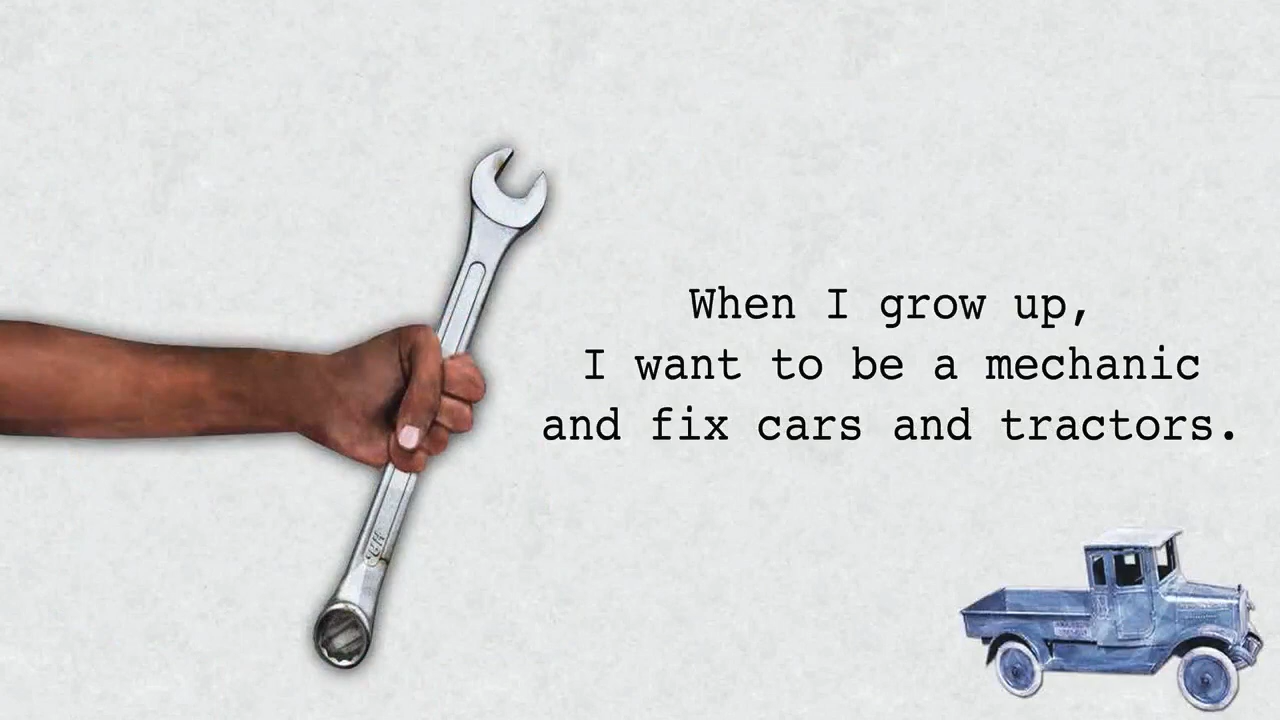 When I grow up,
I want to be a mechanic
and fix cars and tractors.